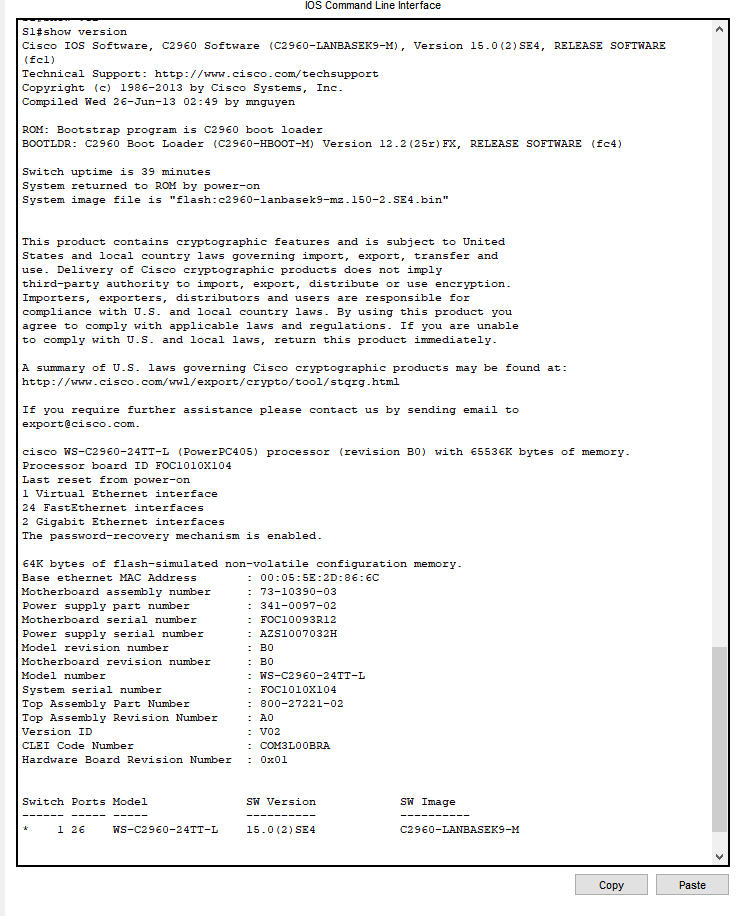 IOS Command Line Interface
S1#show version
Cisco IOS Software, C2960 Software (C2960-LANBASEK9-M), Version 15.0(2)SE4, RELEASE SOFTWARE
(fc1)
Technical Support: http://www.cisco.com/techsupport
Copyright (c) 1986-2013 by Cisco Systems, Inc.
Compiled Wed 26-Jun-13 02:49 by mnguyen

ROM: Bootstrap program is C2960 boot loader
BOOTLDR: C2960 Boot Loader (C2960-HBOOT-M) Version 12.2(25r)FX, RELEASE SOFTWARE (fc4)

Switch uptime is 39 minutes
System returned to ROM by power-on
System image file is "flash:c2960-lanbasek9-mz.150-2.SE4.bin"

This product contains cryptographic features and is subject to United
States and local country laws governing import, export, transfer and
use. Delivery of Cisco cryptographic products does not imply
third-party authority to import, export, distribute or use encryption.
Importers, exporters, distributors and users are responsible for
compliance with U.S. and local country laws. By using this product you
agree to comply with applicable laws and regulations. If you are unable
to comply with U.S. and local laws, return this product immediately.

A summary of U.S. laws governing Cisco cryptographic products may be found at:
http://www.cisco.com/wwl/export/crypto/tool/stqrg.html

If you require further assistance please contact us by sending email to
export@cisco.com.

cisco WS-C2960-24TT-L (PowerPC405) processor (revision B0) with 65536K bytes of memory.
Processor board ID FOC1010X104
Last reset from power-on
1 Virtual Ethernet interface
24 FastEthernet interfaces
2 Gigabit Ethernet interfaces
The password-recovery mechanism is enabled.

64K bytes of flash-simulated non-volatile configuration memory.
Base ethernet MAC Address : 00:05:5E:2D:86:6C
Motherboard assembly number : 73-10390-03
Power supply part number : 341-0097-02
Motherboard serial number : FOC10093R12
Power supply serial number : AZS1007032H
Model revision number : B0
Motherboard revision number : B0
Model number : WS-C2960-24TT-L
System serial number : FOC1010X104
Top Assembly Part Number : 800-27221-02
Top Assembly Revision Number : A0
Version ID : V02
CLEI Code Number : COM3L00BRA
Hardware Board Revision Number : 0x01

Switch Ports Model SW Version SW Image
------ ----- ----- ---------- ----------
* 1 26 WS-C2960-24TT-L 15.0(2)SE4 C2960-LANBASEK9-M
Copy Paste